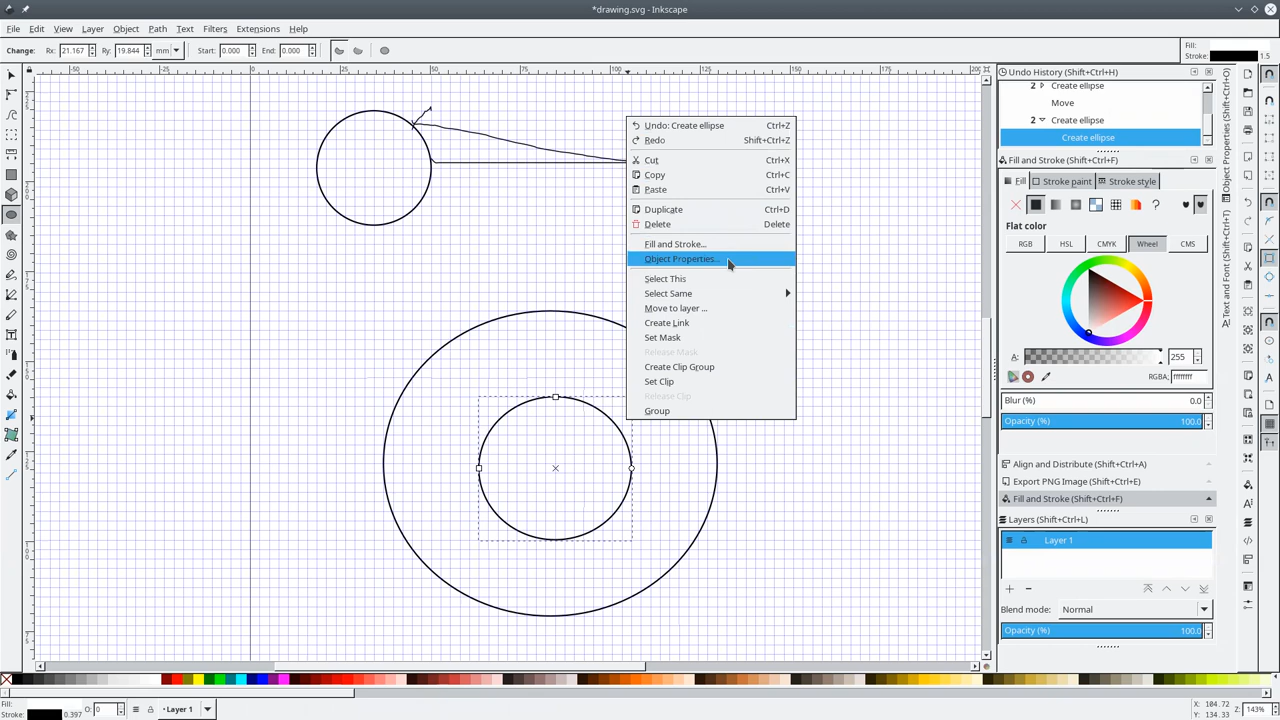 *drawing.svg - Inkscape
File Edit View Layer Object Path Text Filters Extensions Help
Change: Rx: 21.167 Ry: 19.844 mm Start: 0.000 End: 0.000
Fill:
Stroke: 1.5
Undo History (Shift+Ctrl+H)
2 Create ellipse
Move
2 Create ellipse
Create ellipse
Fill and Stroke (Shift+Ctrl+F)
Fill Stroke paint Stroke style
Flat color
RGB HSL CMYK Wheel CMS
A: 255
RGBA: ffffffff
Blur (%) 0.0
Opacity (%) 100.0
Align and Distribute (Shift+Ctrl+A)
Export PNG Image (Shift+Ctrl+E)
Fill and Stroke (Shift+Ctrl+F)
Layers (Shift+Ctrl+L)
Layer 1
Blend mode: Normal
Opacity (%) 100.0
Object Properties (Shift+Ctrl+O)
Text and Font (Shift+Ctrl+T)
Undo: Create ellipse Ctrl+Z
Redo Shift+Ctrl+Z
Cut Ctrl+X
Copy Ctrl+C
Paste Ctrl+V
Duplicate Ctrl+D
Delete Delete
Fill and Stroke...
Object Properties...
Select This
Select Same
Move to layer ...
Create Link
Set Mask
Release Mask
Create Clip Group
Set Clip
Release Clip
Group
Fill:
Stroke: 0.397
O: 0
Layer 1
X: 104.72
Y: 134.33
Z: 143%